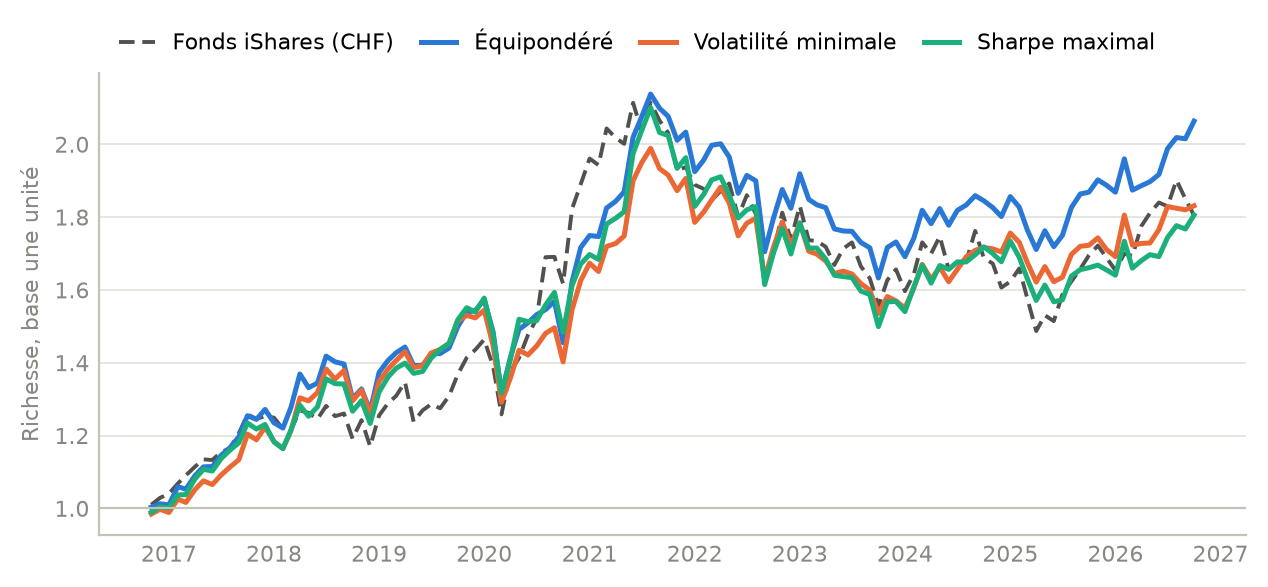 Fonds iShares (CHF) Équipondéré Volatilité minimale Sharpe maximal
Richesse, base une unité
2.0
1.8
1.6
1.4
1.2
1.0
2017 2018 2019 2020 2021 2022 2023 2024 2025 2026 2027